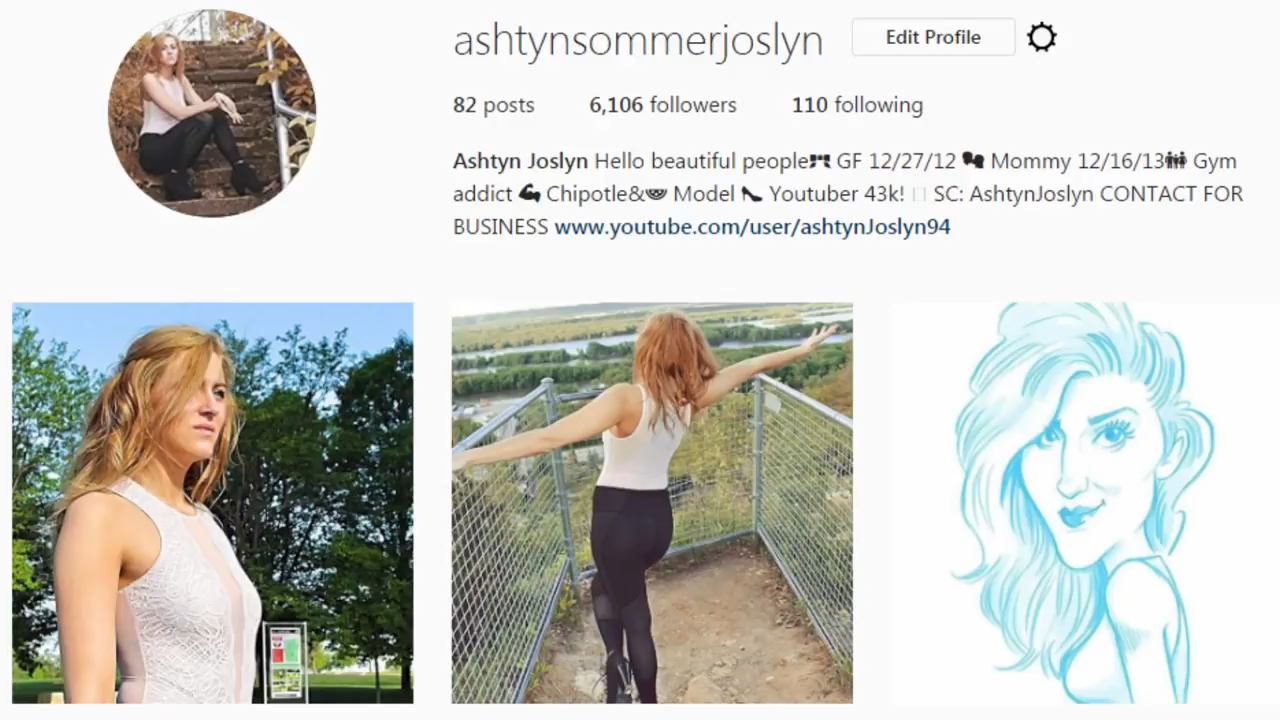 ashtynsommerjoslyn Edit Profile
82 posts 6,106 followers 110 following
Ashtyn Joslyn Hello beautiful people GF 12/27/12 Mommy 12/16/13 Gym
addict Chipotle& Model Youtuber 43k! SC: AshtynJoslyn CONTACT FOR
BUSINESS www.youtube.com/user/ashtynJoslyn94